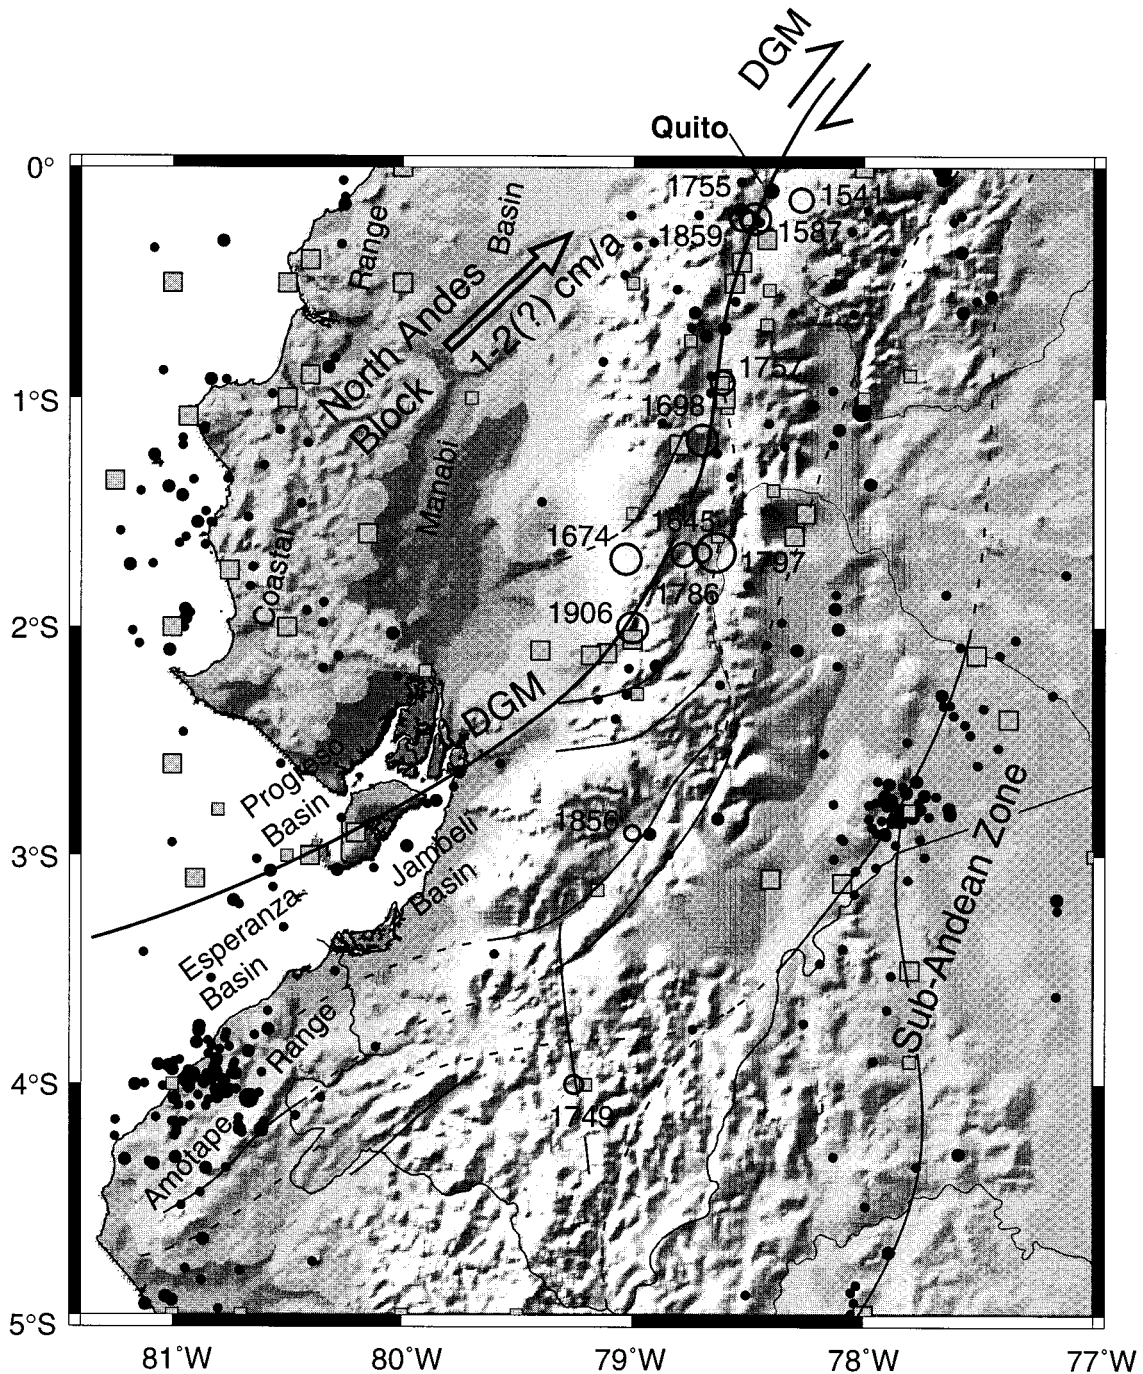 DGM
Quito
0°
1755
1541
1859
1587
Range
Basin
North Andes
Block
1-2(?) cm/a
1757
1°S
1698
Manabi
1674
1645
1797
1786
Coastal
1906
2°S
DGM
Progreso
Basin
1856
Jambeli
Basin
3°S
Esperanza
Basin
Sub-Andean Zone
Range
4°S
1749
Amotape
5°S
81°W
80°W
79°W
78°W
77°W